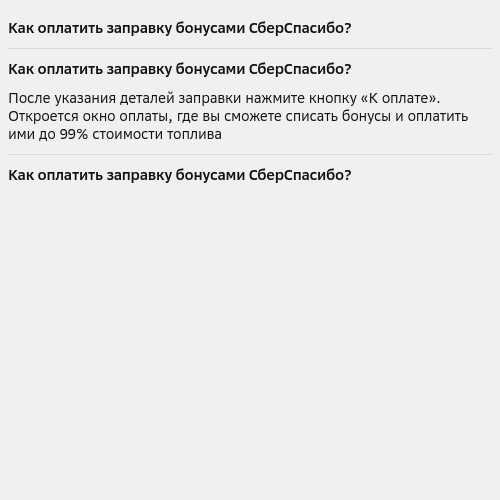 Как оплатить заправку бонусами СберСпасибо?
Как оплатить заправку бонусами СберСпасибо?
После указания деталей заправки нажмите кнопку «К оплате».
Откроется окно оплаты, где вы сможете списать бонусы и оплатить
ими до 99% стоимости топлива
Как оплатить заправку бонусами СберСпасибо?